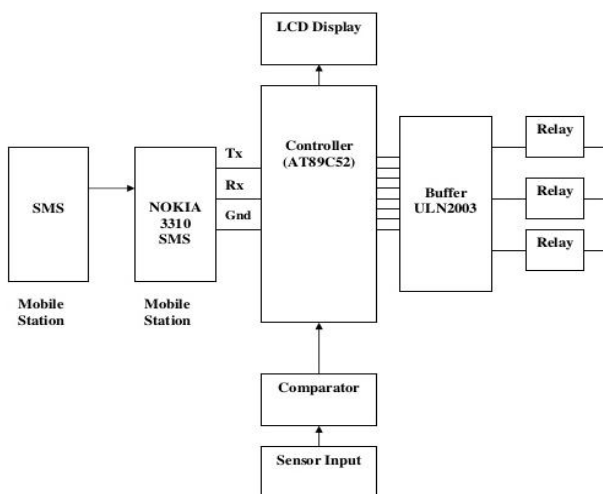 LCD Display
Controller
(AT89C52)
Tx
Rx
Gnd
SMS
NOKIA
3310
SMS
Mobile
Station
Mobile
Station
Buffer
ULN2003
Relay
Relay
Relay
Comparator
Sensor Input